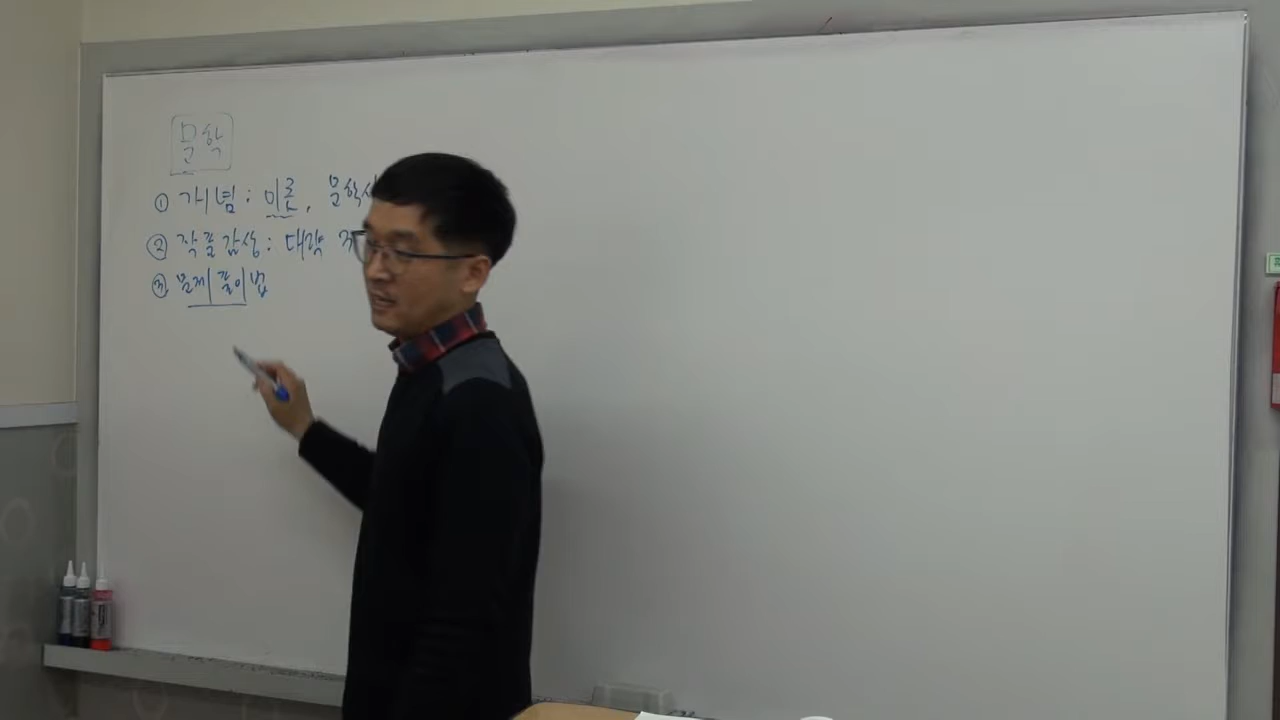 문학
① 개념 : 이론, 문학사
② 작품감상 : 대략
③ 문제 풀이 법